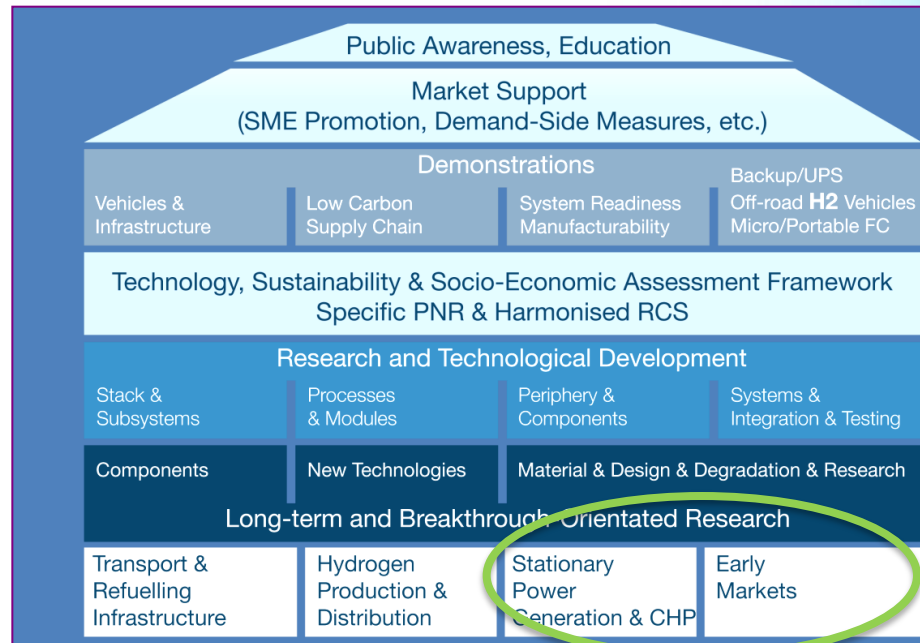 Public Awareness, Education
Market Support
(SME Promotion, Demand-Side Measures, etc.)
Demonstrations
Vehicles &
Infrastructure
Low Carbon
Supply Chain
System Readiness
Manufacturability
Backup/UPS
Off-road H2 Vehicles
Micro/Portable FC
Technology, Sustainability & Socio-Economic Assessment Framework
Specific PNR & Harmonised RCS
Research and Technological Development
Stack &
Subsystems
Processes
& Modules
Periphery &
Components
Systems &
Integration & Testing
Components
New Technologies
Material & Design & Degradation & Research
Long-term and Breakthrough-Orientated Research
Transport &
Refuelling
Infrastructure
Hydrogen
Production &
Distribution
Stationary
Power
Generation & CHP
Early
Markets